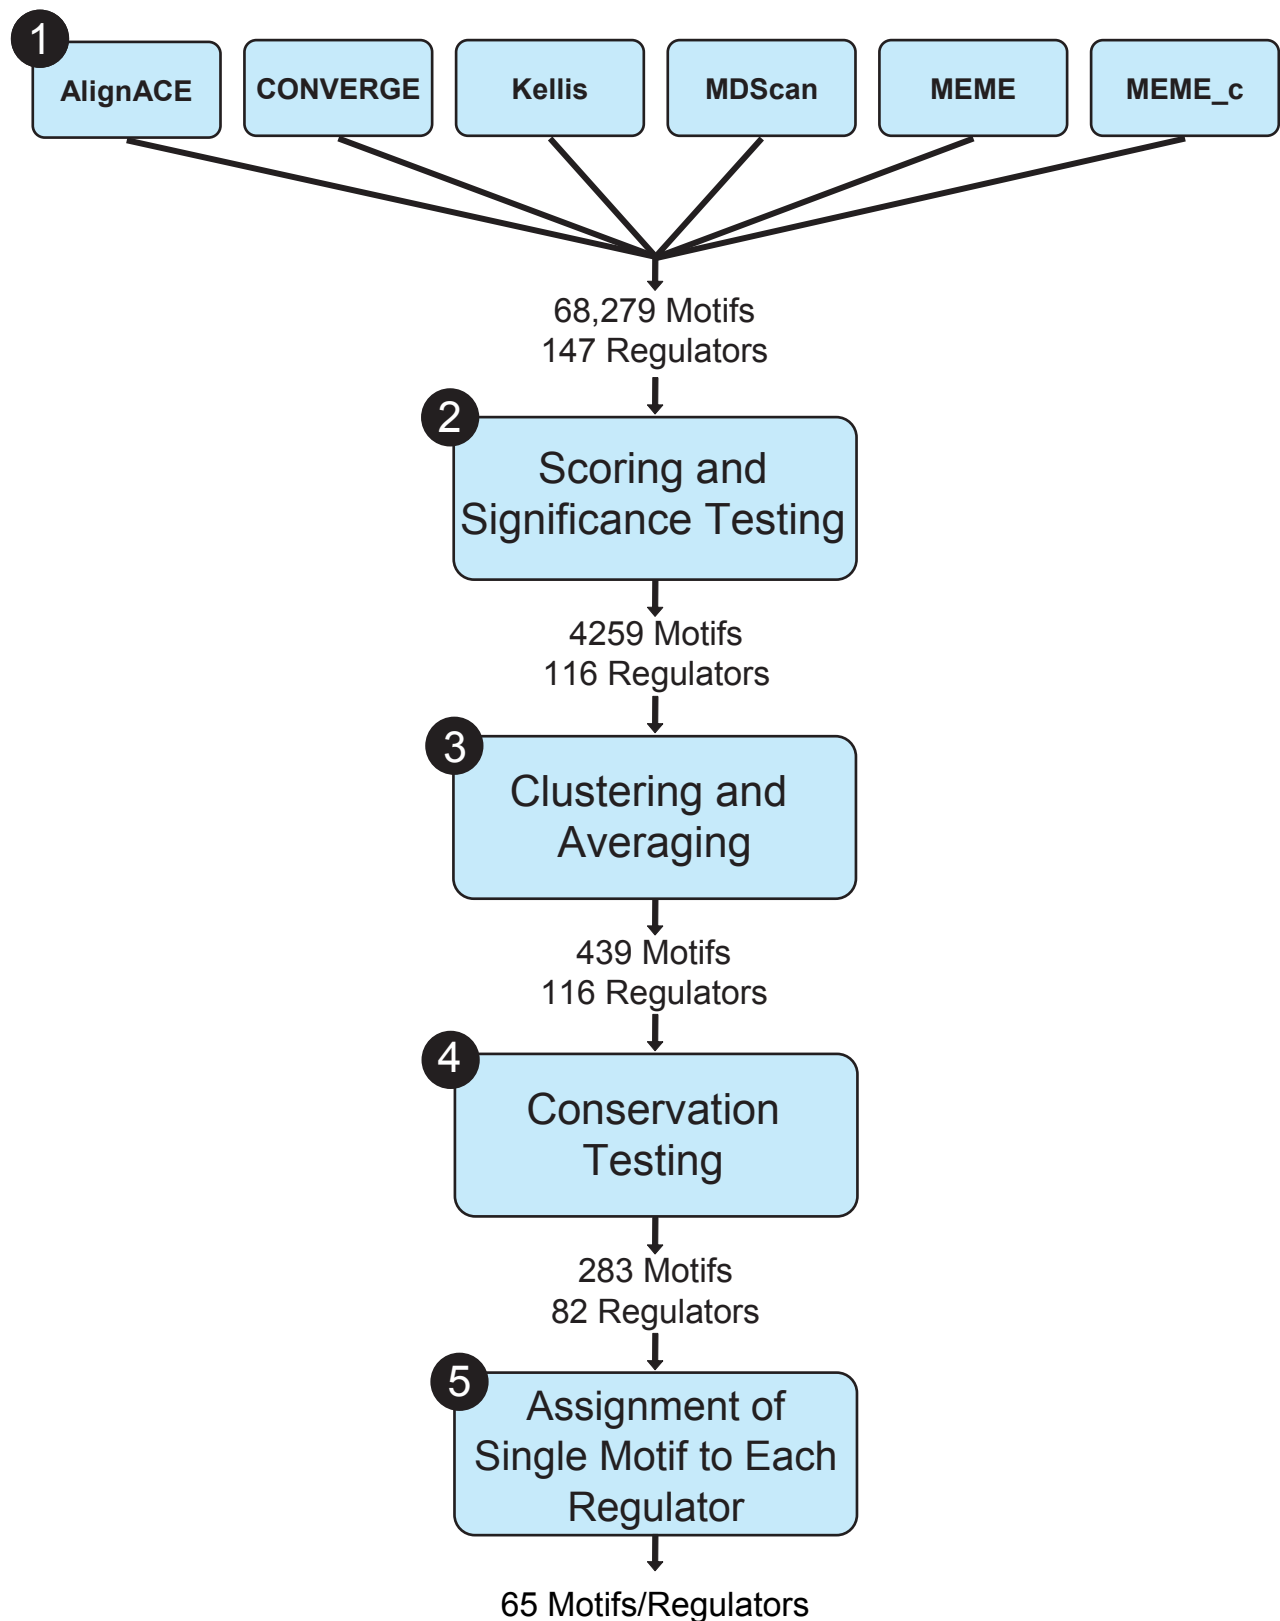 1
AlignACE
CONVERGE
Kellis
MDScan
MEME
MEME_c
68,279 Motifs
147 Regulators
2
Scoring and
Significance Testing
4259 Motifs
116 Regulators
3
Clustering and
Averaging
439 Motifs
116 Regulators
4
Conservation
Testing
283 Motifs
82 Regulators
5
Assignment of
Single Motif to Each
Regulator
65 Motifs/Regulators